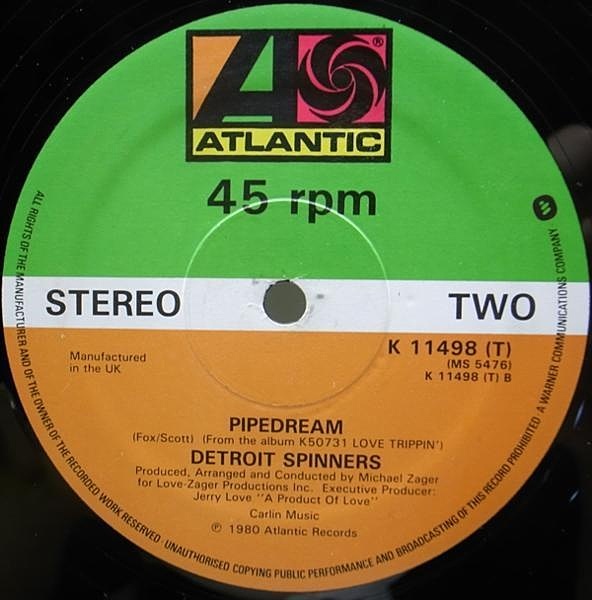 ATLANTIC
®
45 rpm
STEREO
TWO
Manufactured
in the UK
K 11498 (T)
(MS 5476)
K 11498 (T) B
PIPEDREAM
(Fox/Scott) (From the album K50731 LOVE TRIPPIN')
DETROIT SPINNERS
Produced, Arranged and Conducted by Michael Zager
for Love-Zager Productions Inc. Executive Producer:
Jerry Love "A Product Of Love"
Carlin Music
℗ 1980 Atlantic Records
ALL RIGHTS OF THE MANUFACTURER AND OF THE OWNER OF THE RECORDED WORK RESERVED UNAUTHORISED COPYING PUBLIC PERFORMANCE AND BROADCASTING OF THIS RECORD PROHIBITED · A WARNER COMMUNICATIONS COMPANY